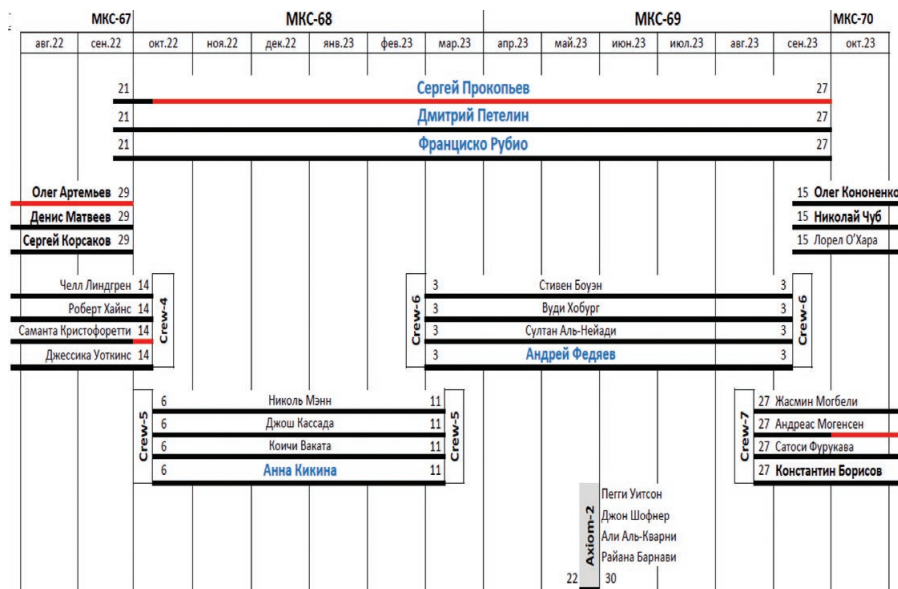 МКС-67 МКС-68 МКС-69 МКС-70
авг.22 сен.22 окт.22 ноя.22 дек.22 янв.23 фев.23 мар.23 апр.23 май.23 июн.23 июл.23 авг.23 сен.23 окт.23
21 Сергей Прокопьев 27
21 Дмитрий Петелин 27
21 Франциско Рубио 27
Олег Артемьев 29
Денис Матвеев 29
Сергей Корсаков 29
15 Олег Кононенко
15 Николай Чуб
15 Лорел О'Хара
Челл Линдгрен 14
Роберт Хайнс 14
Саманта Кристофоретти 14
Джессика Уоткинс 14
Crew-4
Crew-6
3 Стивен Боуэн 3
3 Вуди Хобург 3
3 Султан Аль-Нейади 3
3 Андрей Федяев 3
Crew-6
Crew-5
6 Николь Мэнн 11
6 Джош Кассада 11
6 Коичи Ваката 11
6 Анна Кикина 11
Crew-5
Crew-7
27 Жасмин Могбели
27 Андреас Могенсен
27 Сатоси Фурукава
27 Константин Борисов
Axiom-2
Пегги Уитсон
Джон Шофнер
Али Аль-Кварни
Райана Барнави
22 30